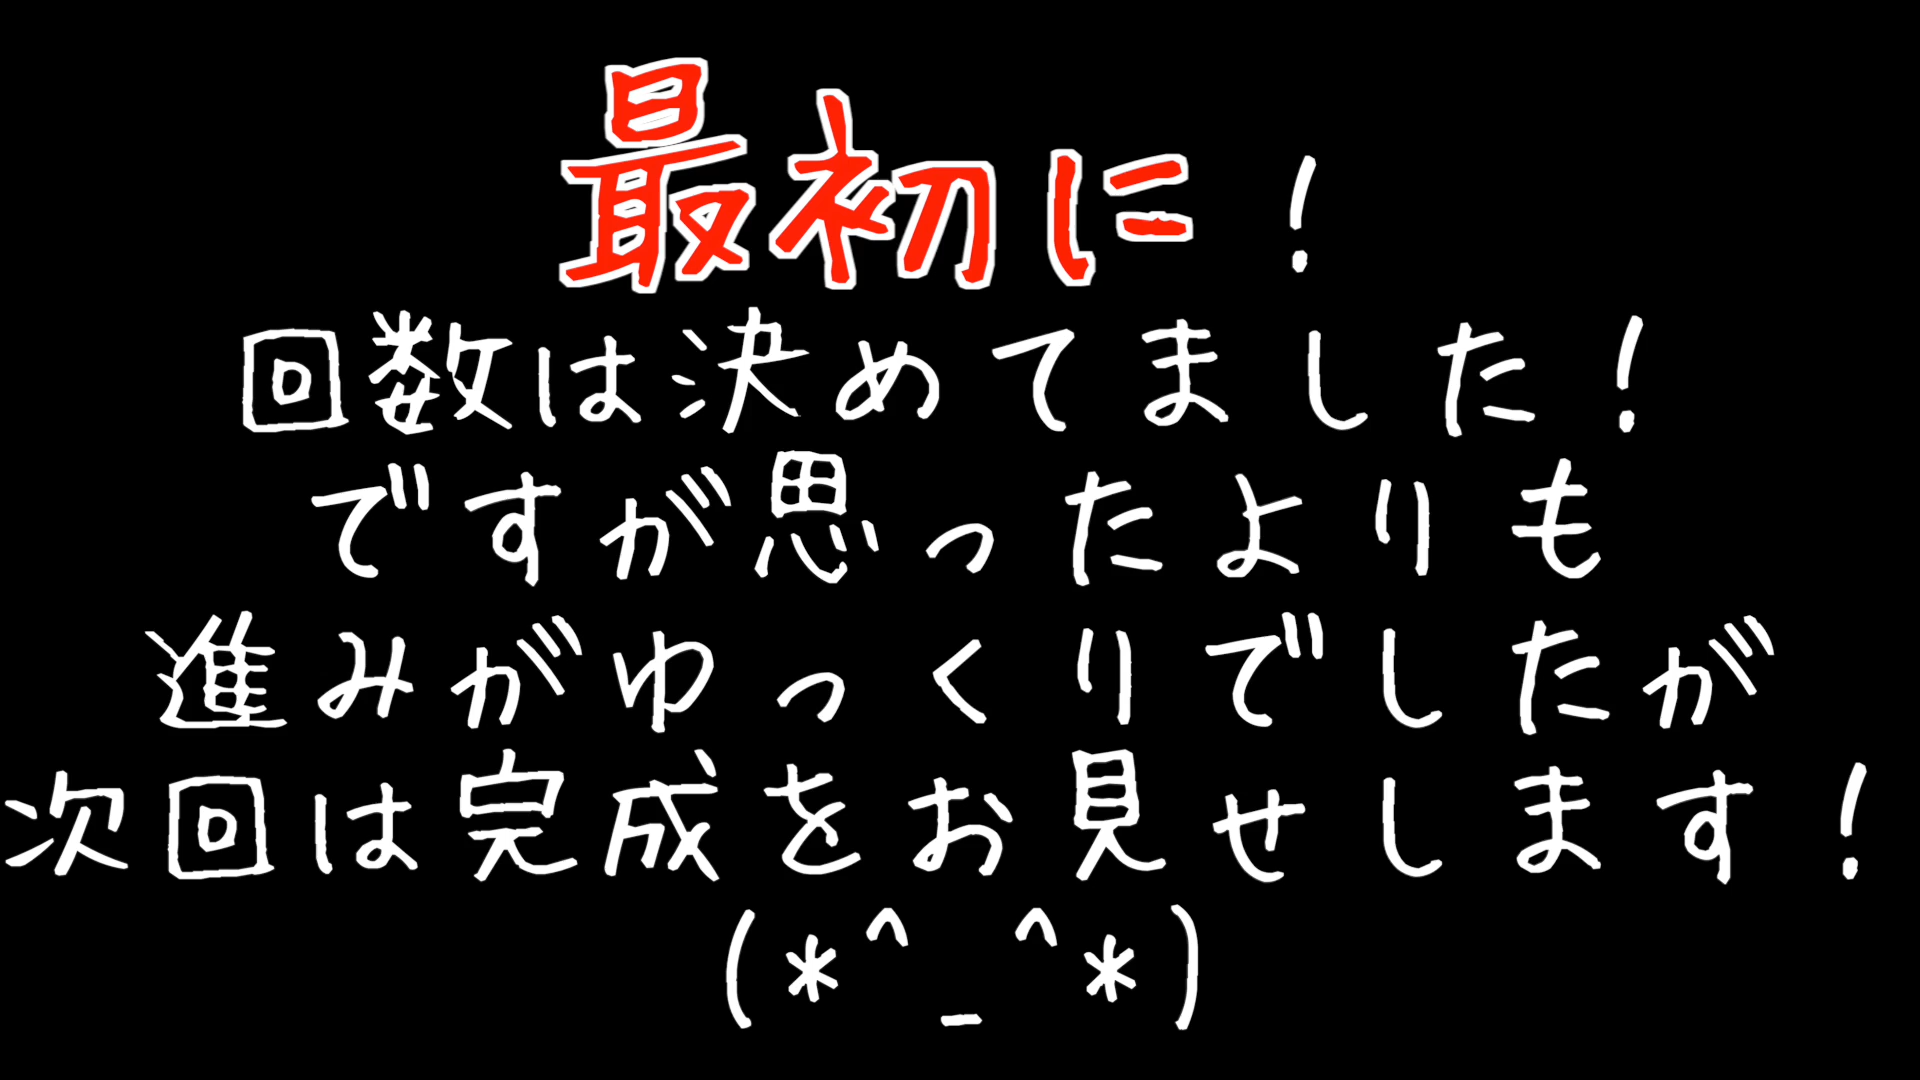 最初に!
回数は決めてました!
ですが思ったよりも
進みがゆっくりでしたが
次回は完成をお見せします!
(*^_^*)